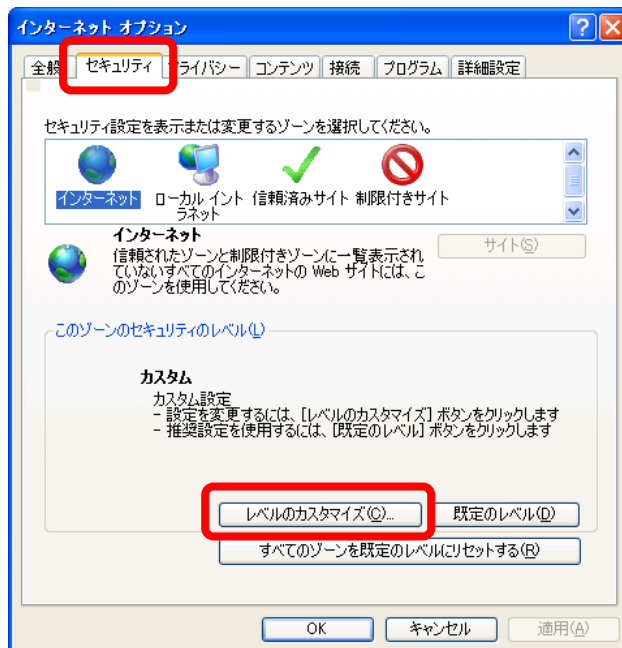 インターネット オプション
全般 セキュリティ プライバシー コンテンツ 接続 プログラム 詳細設定
セキュリティ設定を表示または変更するゾーンを選択してください。
インターネット ローカル イント 信頼済みサイト 制限付きサイト
ラネット
インターネット
信頼されたゾーンと制限付きゾーンに一覧表示され
ていないすべてのインターネットの Web サイトには、こ
のゾーンを使用してください。
サイト(S)
このゾーンのセキュリティのレベル(L)
カスタム
カスタム設定
- 設定を変更するには、[レベルのカスタマイズ] ボタンをクリックします
- 推奨設定を使用するには、[既定のレベル] ボタンをクリックします
レベルのカスタマイズ(C)... 既定のレベル(D)
すべてのゾーンを既定のレベルにリセットする(R)
OK キャンセル 適用(A)